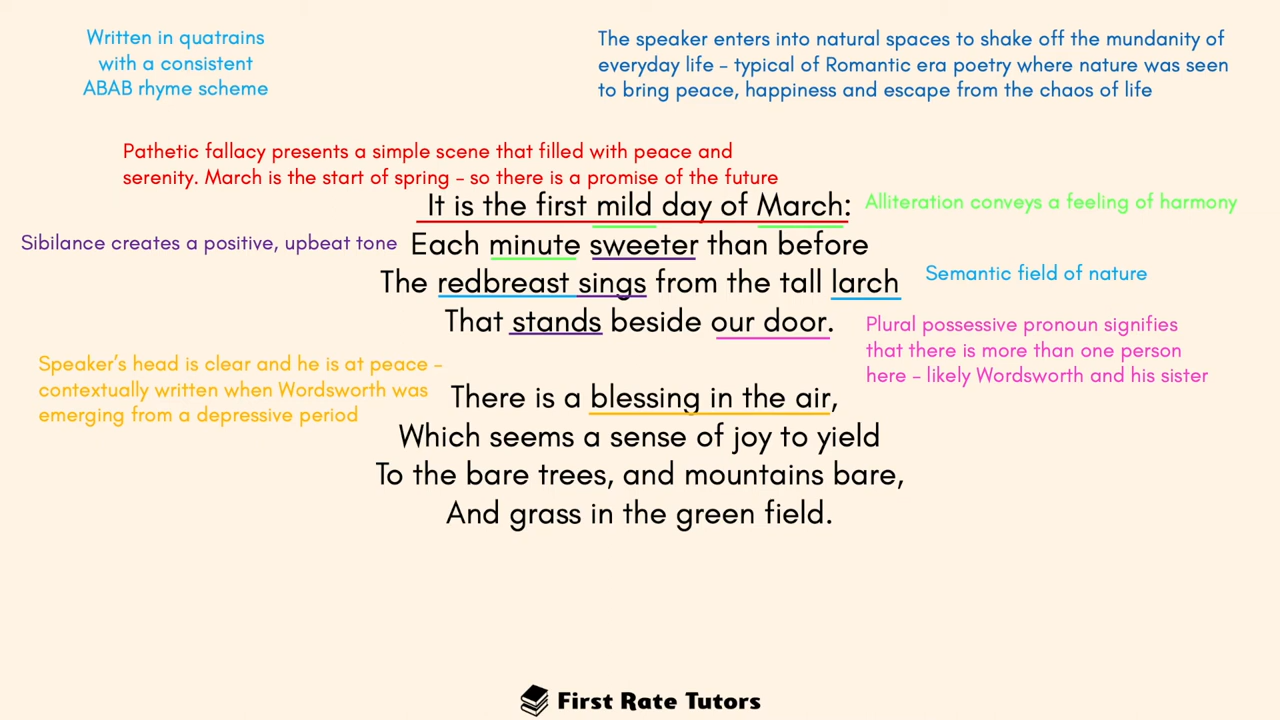 Written in quatrains
with a consistent
ABAB rhyme scheme
The speaker enters into natural spaces to shake off the mundanity of
everyday life – typical of Romantic era poetry where nature was seen
to bring peace, happiness and escape from the chaos of life
Pathetic fallacy presents a simple scene that filled with peace and
serenity. March is the start of spring – so there is a promise of the future
It is the first mild day of March:
Alliteration conveys a feeling of harmony
Sibilance creates a positive, upbeat tone
Each minute sweeter than before
The redbreast sings from the tall larch
Semantic field of nature
That stands beside our door.
Plural possessive pronoun signifies
that there is more than one person
here – likely Wordsworth and his sister
Speaker's head is clear and he is at peace –
contextually written when Wordsworth was
emerging from a depressive period
There is a blessing in the air,
Which seems a sense of joy to yield
To the bare trees, and mountains bare,
And grass in the green field.
First Rate Tutors